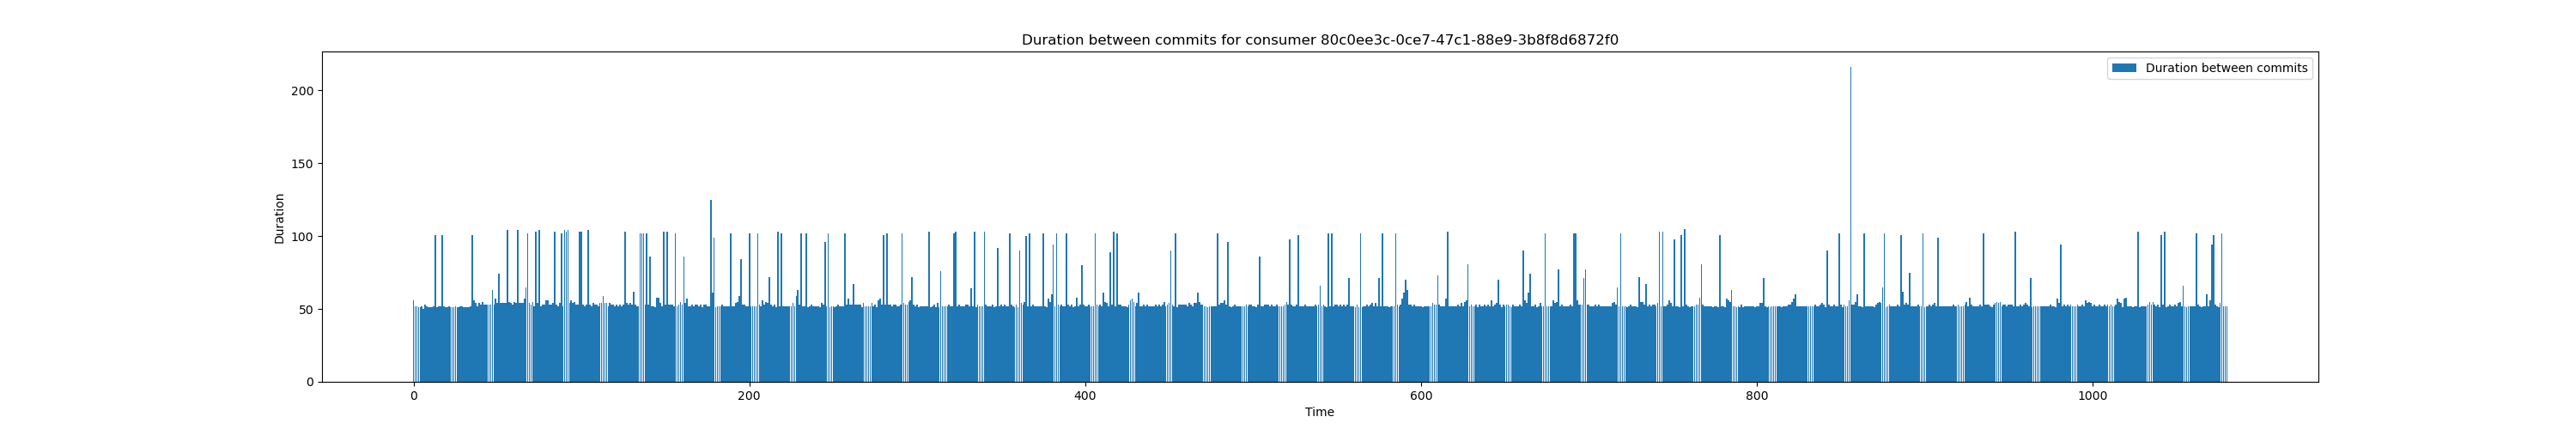 Duration between commits for consumer 80c0ee3c-0ce7-47c1-88e9-3b8f8d6872f0
Duration between commits
200
150
100
50
0
Duration
0 200 400 600 800 1000
Time